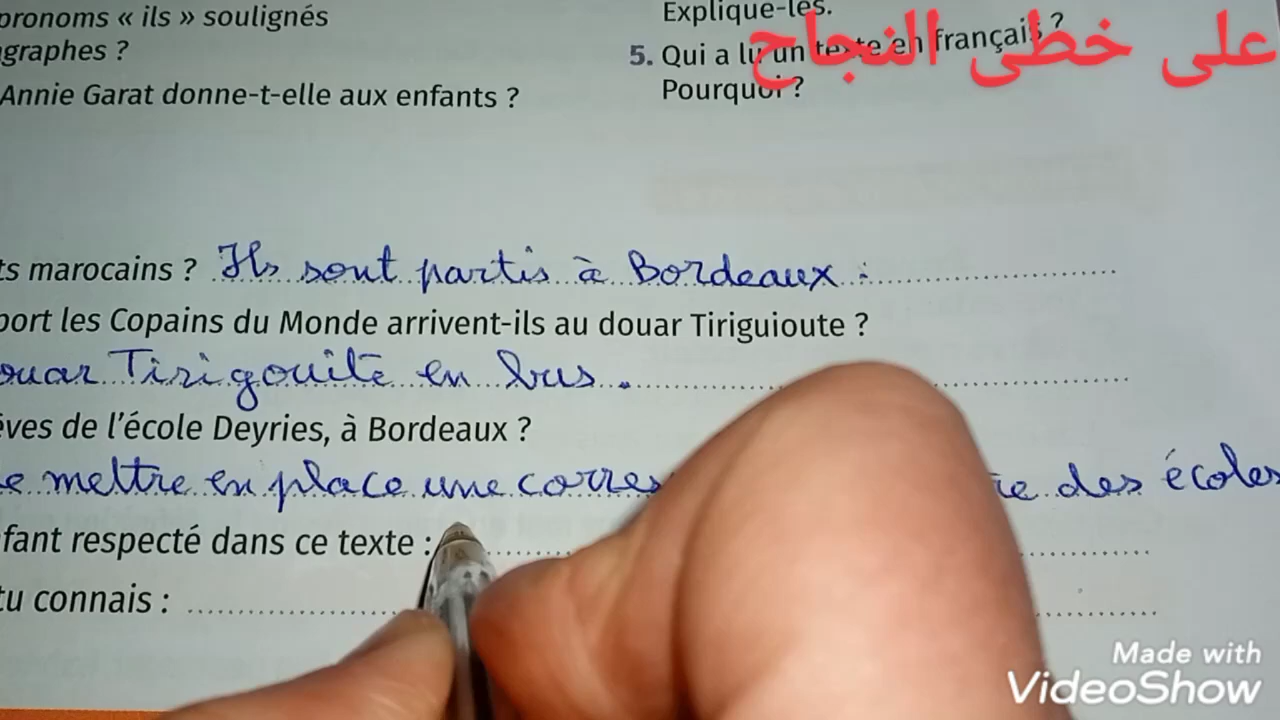 pronoms « ils » soulignés
graphes ?
Annie Garat donne-t-elle aux enfants ?
Explique-les.
5. Qui a lu un texte en français ?
Pourquoi ?
على خطى النجاح
ts marocains ? Ils sont partis à Bordeaux.
port les Copains du Monde arrivent-ils au douar Tiriguioute ?
ouar Tirigouite en bus.
èves de l'école Deyries, à Bordeaux ?
e mettre en place une corres des écoles
fant respecté dans ce texte :
tu connais :
Made with
VideoShow